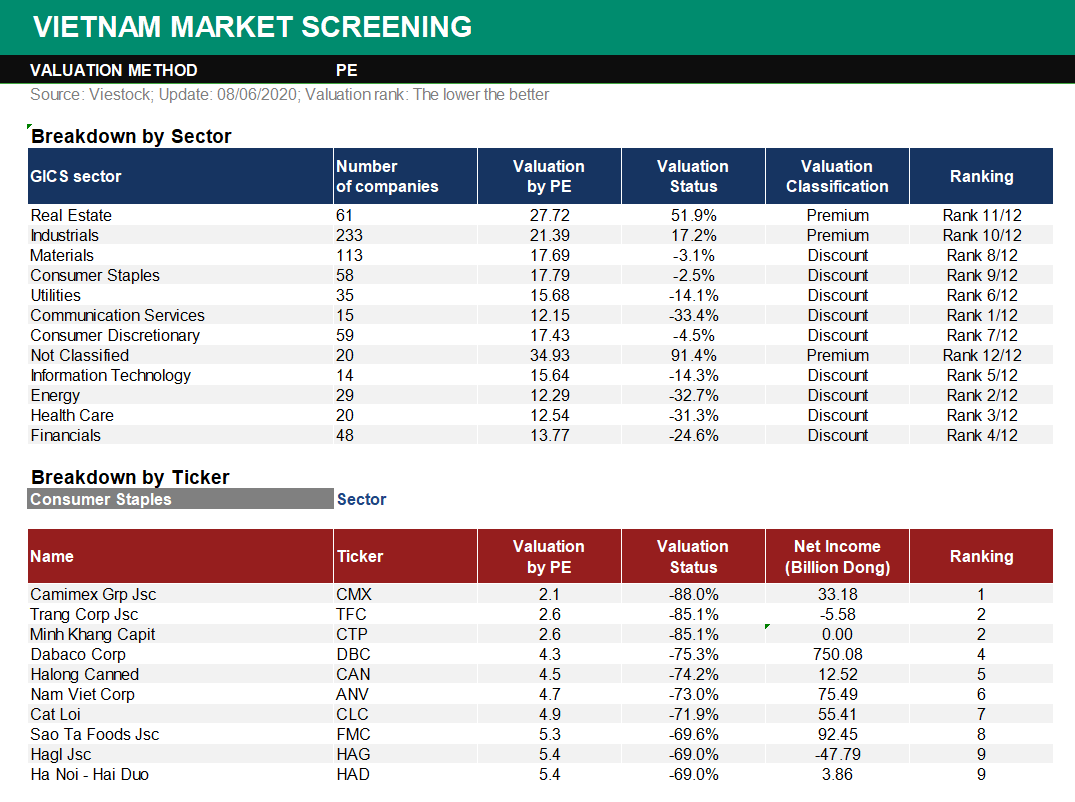 VIETNAM MARKET SCREENING
VALUATION METHOD PE
Source: Viestock; Update: 08/06/2020; Valuation rank: The lower the better
Breakdown by Sector
GICS sector Number of companies Valuation by PE Valuation Status Valuation Classification Ranking
Real Estate 61 27.72 51.9% Premium Rank 11/12
Industrials 233 21.39 17.2% Premium Rank 10/12
Materials 113 17.69 -3.1% Discount Rank 8/12
Consumer Staples 58 17.79 -2.5% Discount Rank 9/12
Utilities 35 15.68 -14.1% Discount Rank 6/12
Communication Services 15 12.15 -33.4% Discount Rank 1/12
Consumer Discretionary 59 17.43 -4.5% Discount Rank 7/12
Not Classified 20 34.93 91.4% Premium Rank 12/12
Information Technology 14 15.64 -14.3% Discount Rank 5/12
Energy 29 12.29 -32.7% Discount Rank 2/12
Health Care 20 12.54 -31.3% Discount Rank 3/12
Financials 48 13.77 -24.6% Discount Rank 4/12
Breakdown by Ticker
Consumer Staples Sector
Name Ticker Valuation by PE Valuation Status Net Income (Billion Dong) Ranking
Camimex Grp Jsc CMX 2.1 -88.0% 33.18 1
Trang Corp Jsc TFC 2.6 -85.1% -5.58 2
Minh Khang Capit CTP 2.6 -85.1% 0.00 2
Dabaco Corp DBC 4.3 -75.3% 750.08 4
Halong Canned CAN 4.5 -74.2% 12.52 5
Nam Viet Corp ANV 4.7 -73.0% 75.49 6
Cat Loi CLC 4.9 -71.9% 55.41 7
Sao Ta Foods Jsc FMC 5.3 -69.6% 92.45 8
Hagl Jsc HAG 5.4 -69.0% -47.79 9
Ha Noi - Hai Duo HAD 5.4 -69.0% 3.86 9